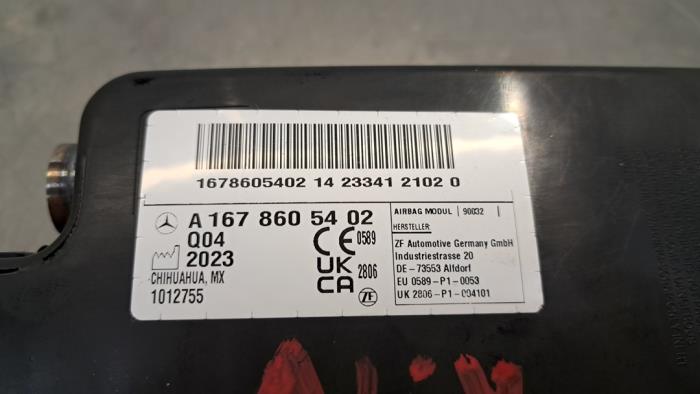 1678605402 14 23341 2102 0
A 167 860 54 02
Q04
2023
CHIHUAHUA, MX
1012755
CE 0589
UK
CA 2806
ZF
AIRBAG MODUL | 90032 |
HERSTELLER:
ZF Automotive Germany GmbH
Industriestrasse 20
DE-73553 Alfdorf
EU 0589-P1-0053
UK 2806-P1-004101